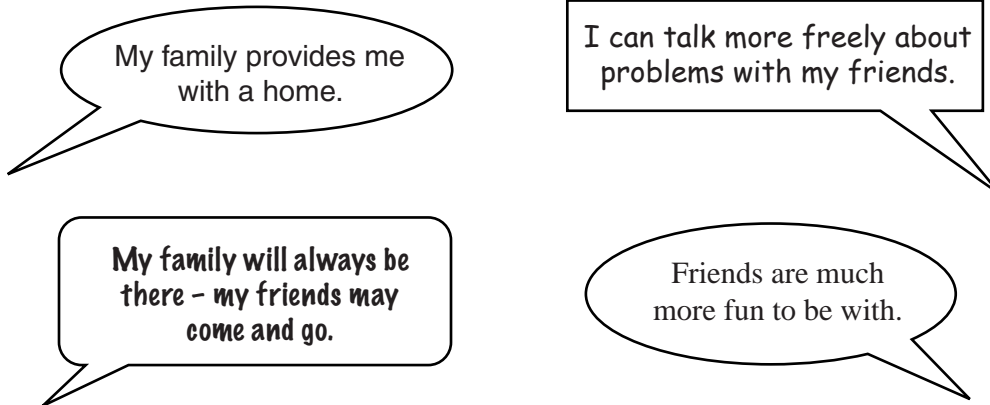 My family provides me
with a home.
I can talk more freely about
problems with my friends.
My family will always be
there – my friends may
come and go.
Friends are much
more fun to be with.